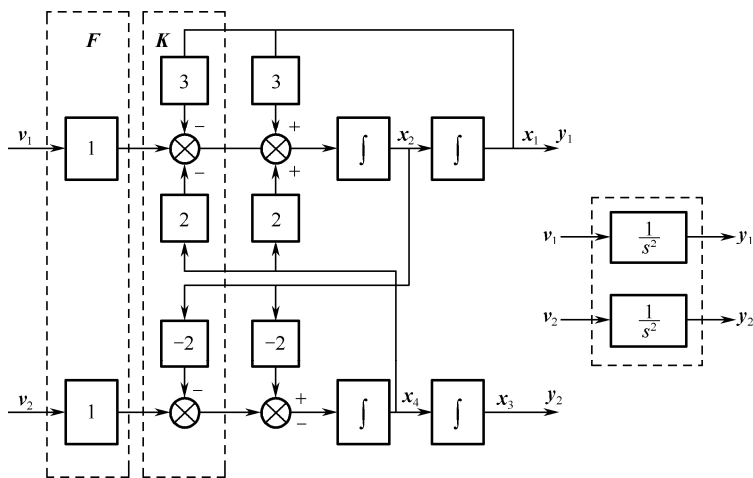 F K
3 3
− +
v₁ 1 ∫ x₂ ∫ x₁ y₁
− +
2 2
v₁ 1/s² y₁
v₂ 1/s² y₂
−2 −2
− +
v₂ 1 ∫ x₄ ∫ x₃ y₂
−